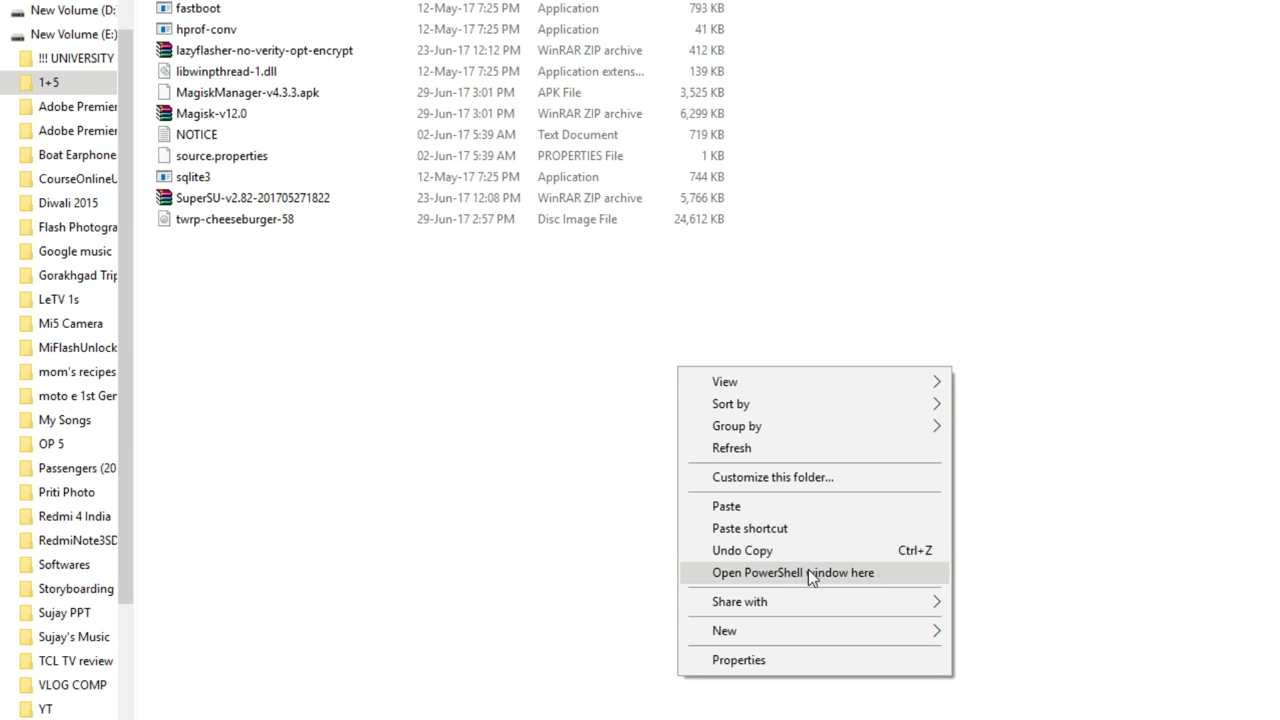 New Volume (D:
New Volume (E:)
!!! UNIVERSITY
1+5
Adobe Premier
Adobe Premier
Boat Earphone
CourseOnlineU
Diwali 2015
Flash Photogra
Google music
Gorakhgad Trip
LeTV 1s
Mi5 Camera
MiFlashUnlock
mom's recipes
moto e 1st Gen
My Songs
OP 5
Passengers (20
Priti Photo
Redmi 4 India
RedmiNote3SD
Softwares
Storyboarding
Sujay PPT
Sujay's Music
TCL TV review
VLOG COMP
YT
fastboot 12-May-17 7:25 PM Application 793 KB
hprof-conv 12-May-17 7:25 PM Application 41 KB
lazyflasher-no-verity-opt-encrypt 23-Jun-17 12:12 PM WinRAR ZIP archive 412 KB
libwinpthread-1.dll 12-May-17 7:25 PM Application extens... 139 KB
MagiskManager-v4.3.3.apk 29-Jun-17 3:01 PM APK File 3,525 KB
Magisk-v12.0 29-Jun-17 3:01 PM WinRAR ZIP archive 6,299 KB
NOTICE 02-Jun-17 5:39 AM Text Document 719 KB
source.properties 02-Jun-17 5:39 AM PROPERTIES File 1 KB
sqlite3 12-May-17 7:25 PM Application 744 KB
SuperSU-v2.82-201705271822 23-Jun-17 12:08 PM WinRAR ZIP archive 5,766 KB
twrp-cheeseburger-58 29-Jun-17 2:57 PM Disc Image File 24,612 KB
View
Sort by
Group by
Refresh
Customize this folder...
Paste
Paste shortcut
Undo Copy Ctrl+Z
Open PowerShell window here
Share with
New
Properties